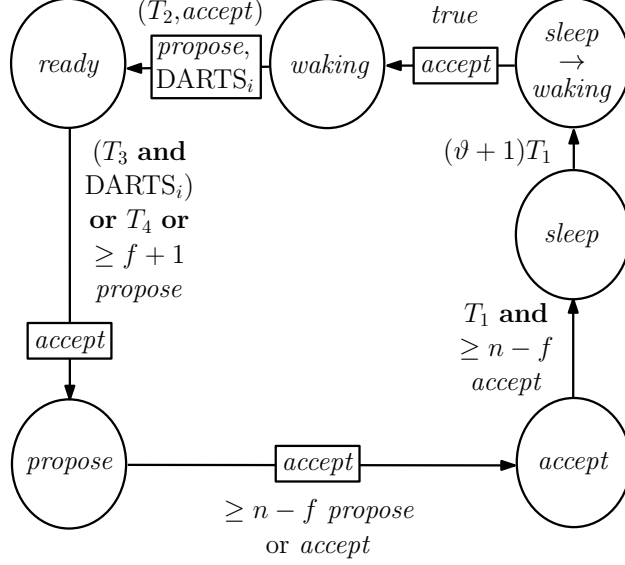 (T₂,accept)
true
ready
propose,
DARTSᵢ
waking
accept
sleep
→
waking
(T₃ and
DARTSᵢ)
or T₄ or
≥ f + 1
propose
(ϑ + 1)T₁
sleep
T₁ and
≥ n − f
accept
accept
propose
accept
accept
≥ n − f propose
or accept